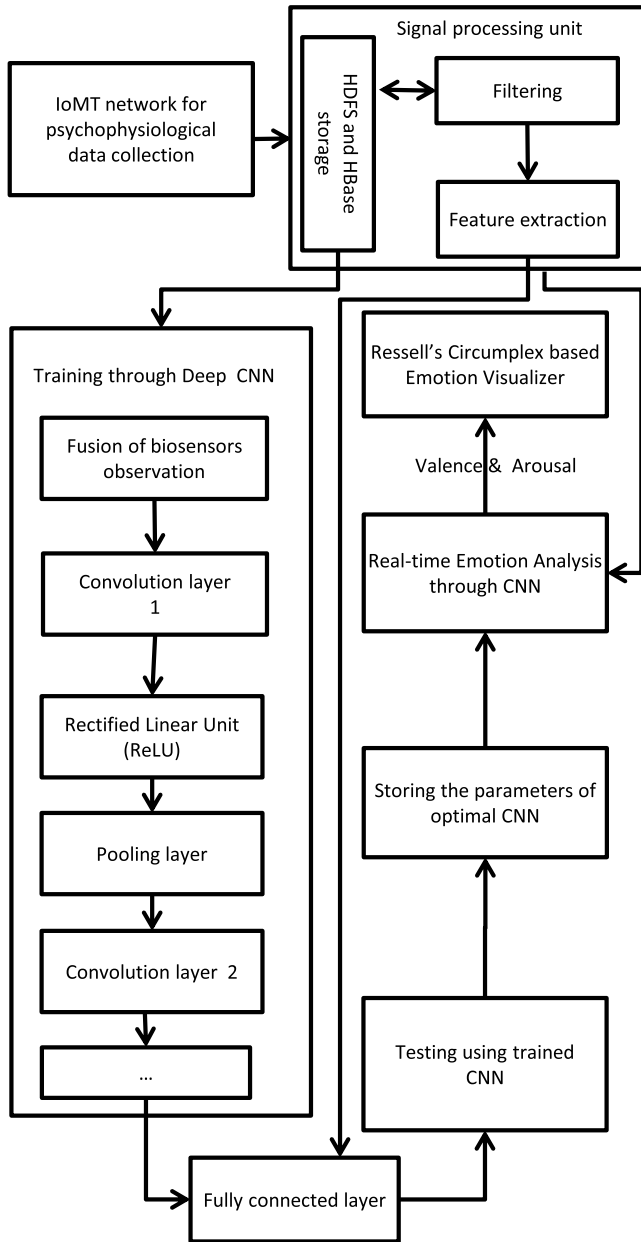 Signal processing unit
IoMT network for
psychophysiological
data collection
HDFS and HBase
storage
Filtering
Feature extraction
Training through Deep CNN
Fusion of biosensors
observation
Convolution layer
1
Rectified Linear Unit
(ReLU)
Pooling layer
Convolution layer 2
...
Fully connected layer
Testing using trained
CNN
Storing the parameters of
optimal CNN
Real-time Emotion Analysis
through CNN
Valence & Arousal
Ressell's Circumplex based
Emotion Visualizer